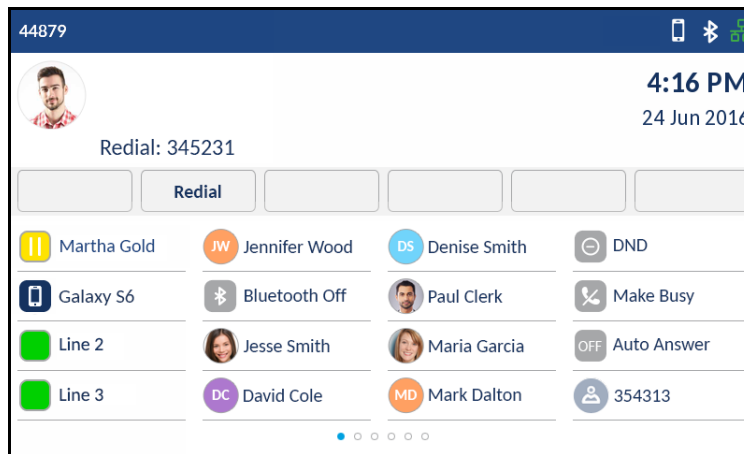 44879
4:16 PM
24 Jun 2016
Redial: 345231
Redial
Martha Gold
JW Jennifer Wood
DS Denise Smith
DND
Galaxy S6
Bluetooth Off
Paul Clerk
Make Busy
Line 2
Jesse Smith
Maria Garcia
OFF Auto Answer
Line 3
DC David Cole
MD Mark Dalton
354313